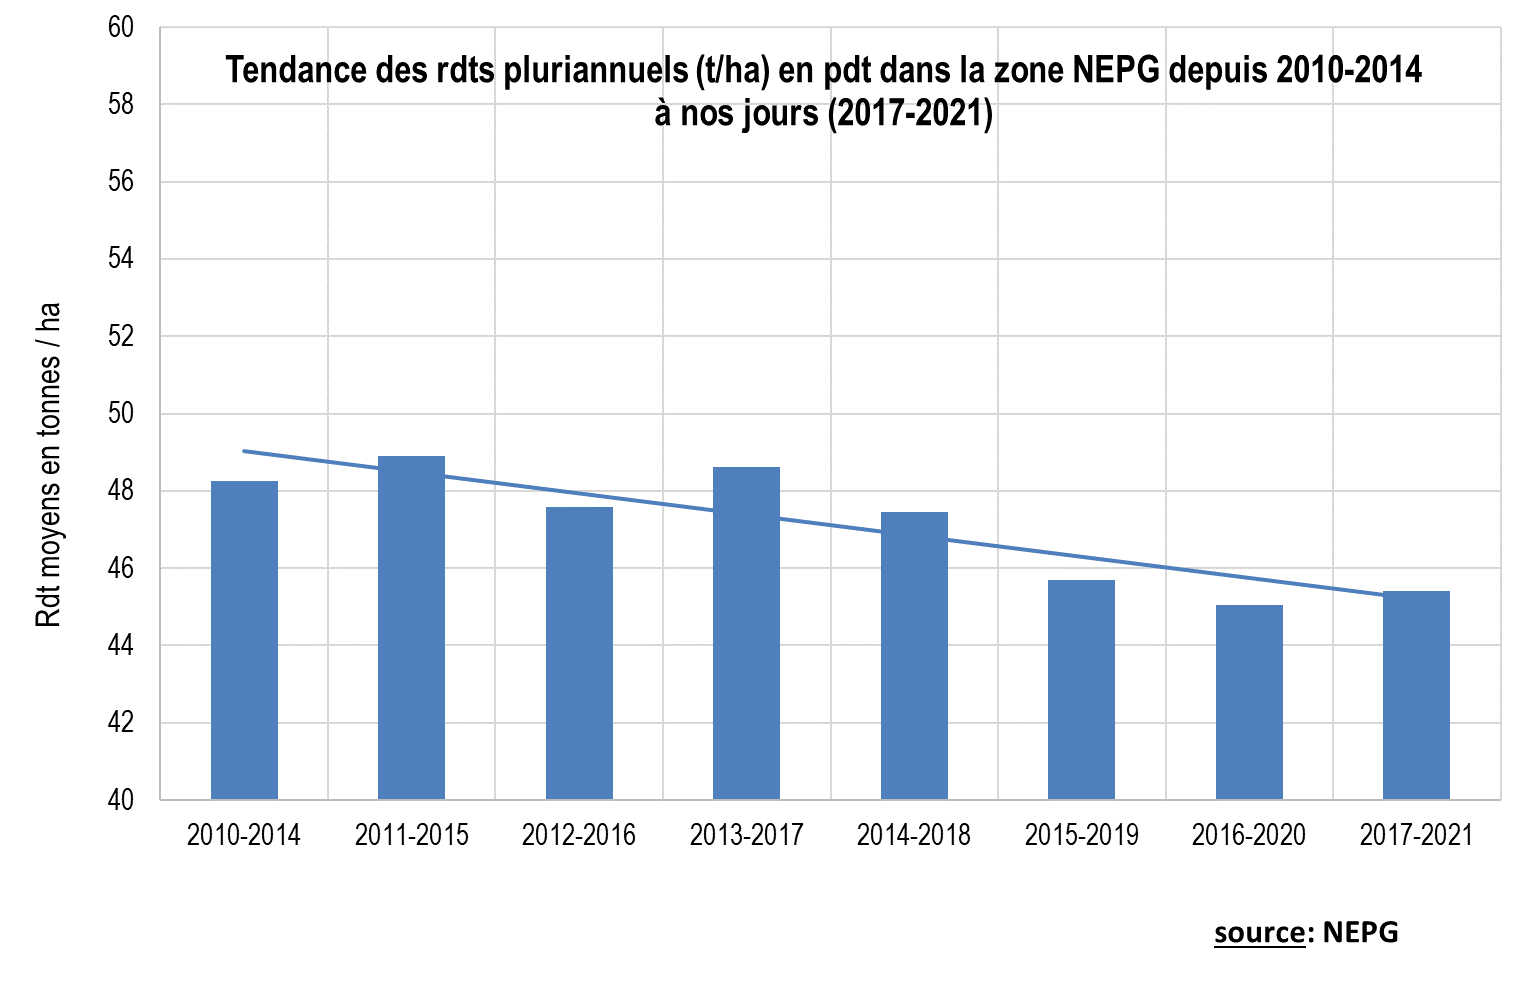 Tendance des rdts pluriannuels (t/ha) en pdt dans la zone NEPG depuis 2010-2014
à nos jours (2017-2021)
60
58
56
54
52
50
48
46
44
42
40
Rdt moyens en tonnes / ha
2010-2014 2011-2015 2012-2016 2013-2017 2014-2018 2015-2019 2016-2020 2017-2021
source: NEPG